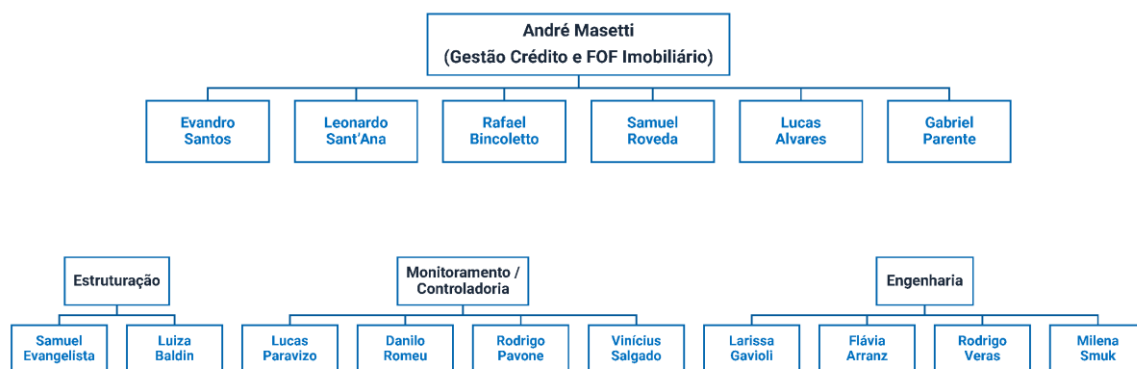 André Masetti
(Gestão Crédito e FOF Imobiliário)
Evandro
Santos
Leonardo
Sant'Ana
Rafael
Bincoletto
Samuel
Roveda
Lucas
Alvares
Gabriel
Parente
Estruturação
Samuel
Evangelista
Luiza
Baldin
Monitoramento /
Controladoria
Lucas
Paravizo
Danilo
Romeu
Rodrigo
Pavone
Vinícius
Salgado
Engenharia
Larissa
Gavioli
Flávia
Arranz
Rodrigo
Veras
Milena
Smuk